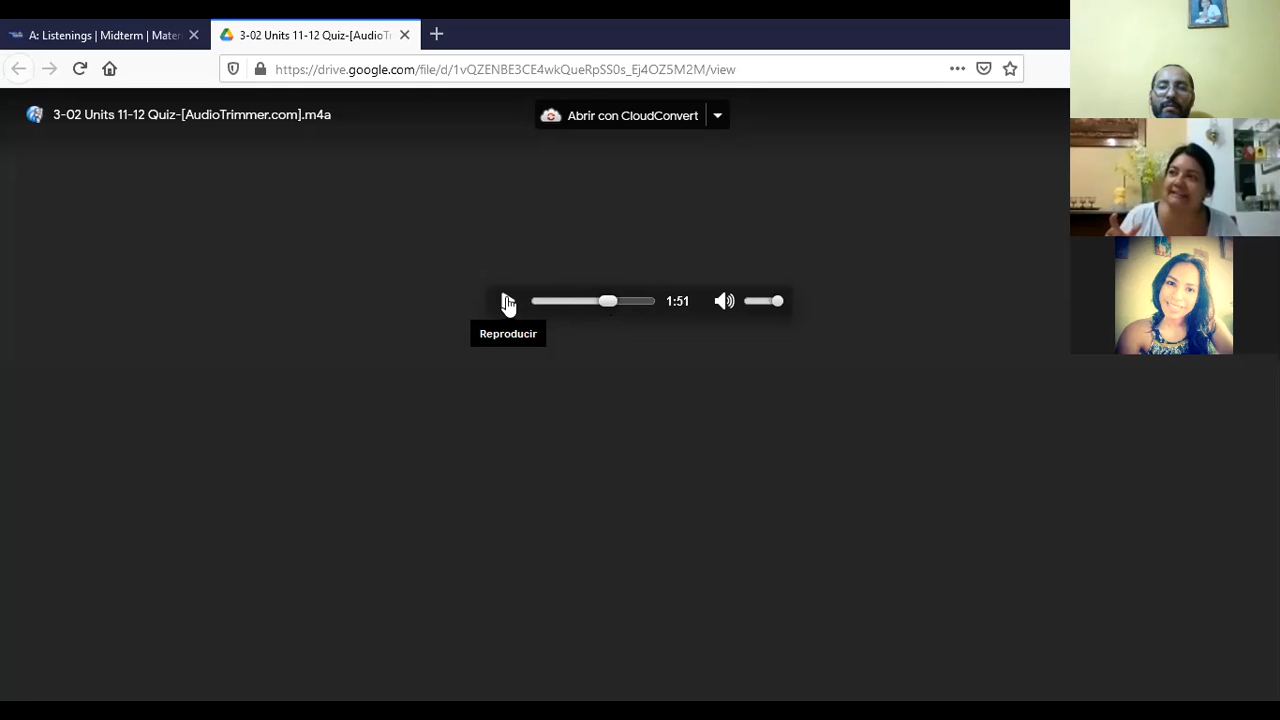 A: Listenings | Midterm | Mater
3-02 Units 11-12 Quiz-[AudioTr
https://drive.google.com/file/d/1vQZENBE3CE4wkQueRpSS0s_Ej4OZ5M2M/view
3-02 Units 11-12 Quiz-[AudioTrimmer.com].m4a
Abrir con CloudConvert
1:51
Reproducir